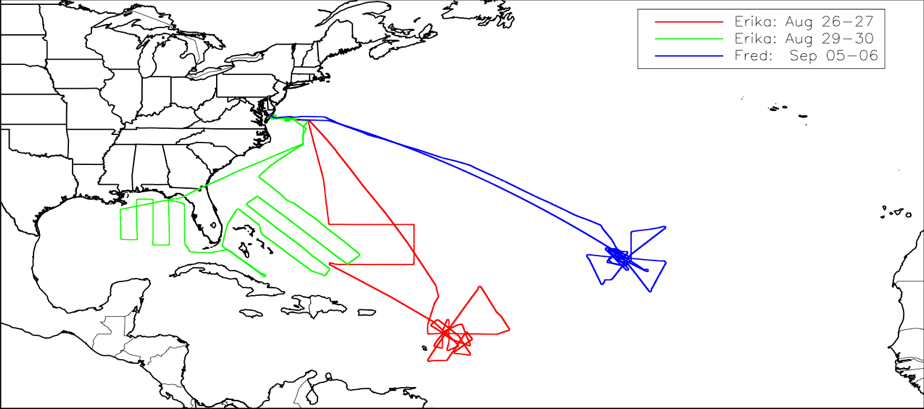 Erika: Aug 26-27
Erika: Aug 29-30
Fred: Sep 05-06